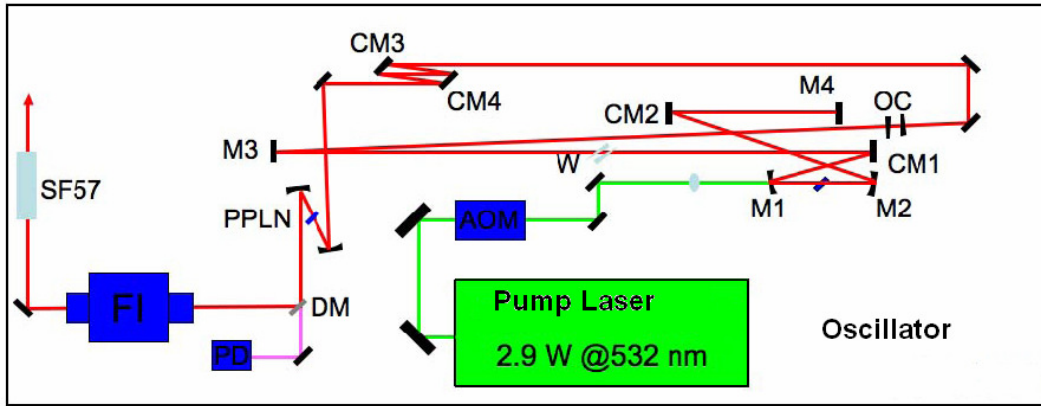 CM3
CM4
M4
CM2
OC
M3
W
CM1
SF57
PPLN
M1
M2
AOM
FI
DM
Pump Laser
Oscillator
PD
2.9 W @532 nm